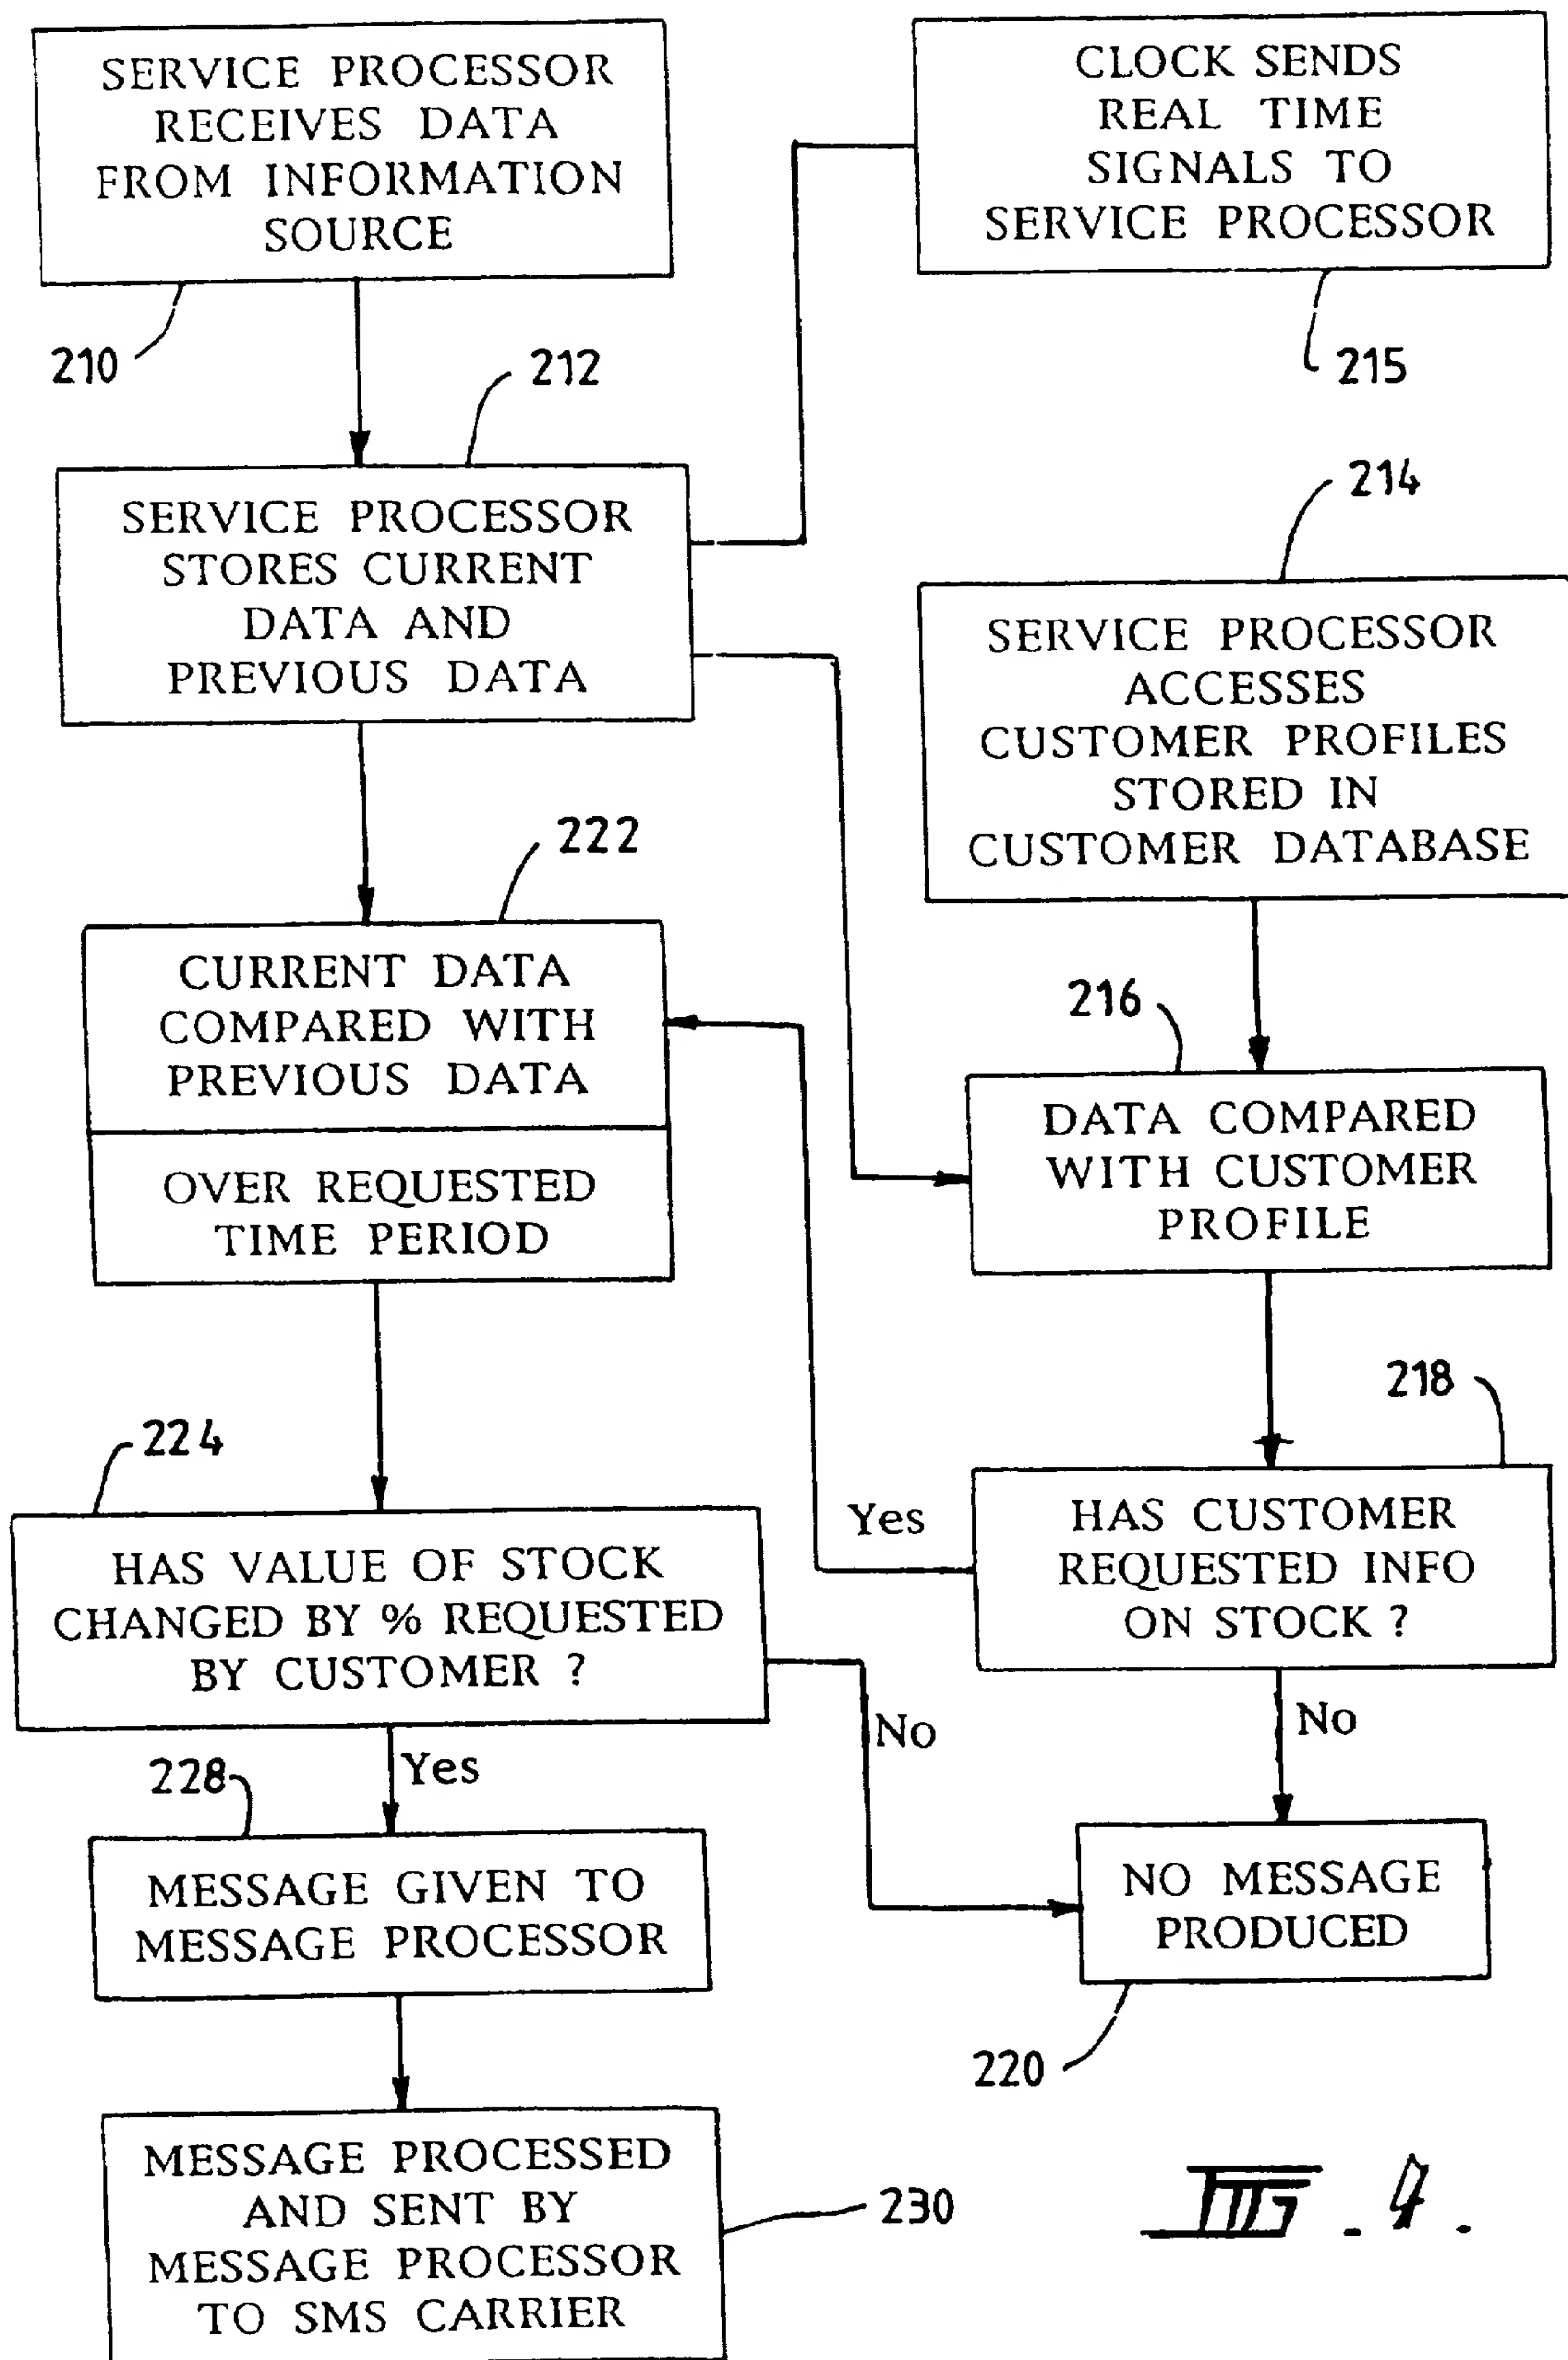 SERVICE PROCESSOR
RECEIVES DATA
FROM INFORMATION
SOURCE
210
CLOCK SENDS
REAL TIME
SIGNALS TO
SERVICE PROCESSOR
215
212
SERVICE PROCESSOR
STORES CURRENT
DATA AND
PREVIOUS DATA
214
SERVICE PROCESSOR
ACCESSES
CUSTOMER PROFILES
STORED IN
CUSTOMER DATABASE
222
CURRENT DATA
COMPARED WITH
PREVIOUS DATA
OVER REQUESTED
TIME PERIOD
216
DATA COMPARED
WITH CUSTOMER
PROFILE
218
HAS CUSTOMER
REQUESTED INFO
ON STOCK ?
Yes
No
224
HAS VALUE OF STOCK
CHANGED BY % REQUESTED
BY CUSTOMER ?
No
Yes
228
MESSAGE GIVEN TO
MESSAGE PROCESSOR
NO MESSAGE
PRODUCED
220
MESSAGE PROCESSED
AND SENT BY
MESSAGE PROCESSOR
TO SMS CARRIER
230
FIG. 4.